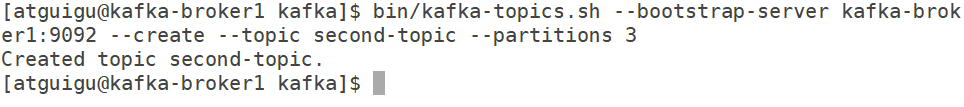 [atguigu@kafka-broker1 kafka]$ bin/kafka-topics.sh --bootstrap-server kafka-brok
er1:9092 --create --topic second-topic --partitions 3
Created topic second-topic.
[atguigu@kafka-broker1 kafka]$